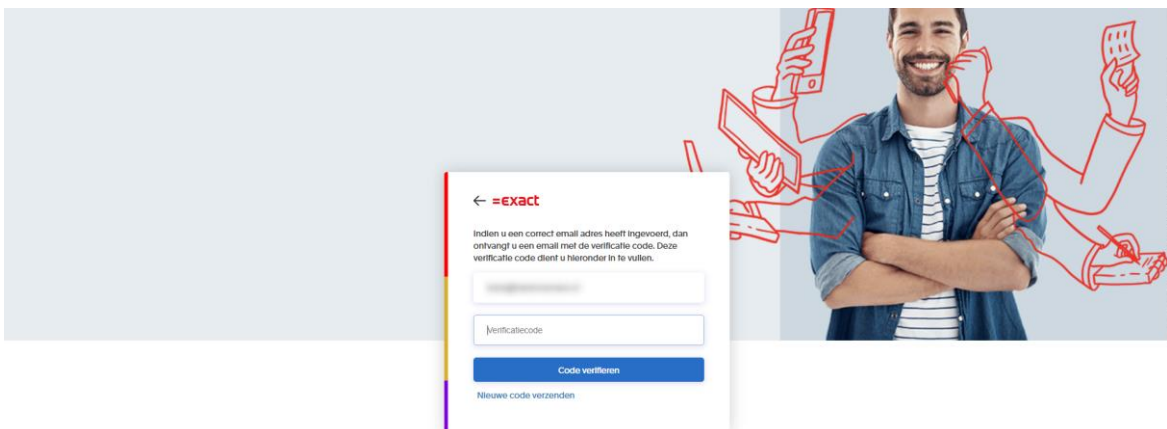 =exact
Indien u een correct email adres heeft ingevoerd, dan
ontvangt u een email met de verificatie code. Deze
verificatie code dient u hieronder in te vullen.
Verificatiecode
Code verifieren
Nieuwe code verzenden